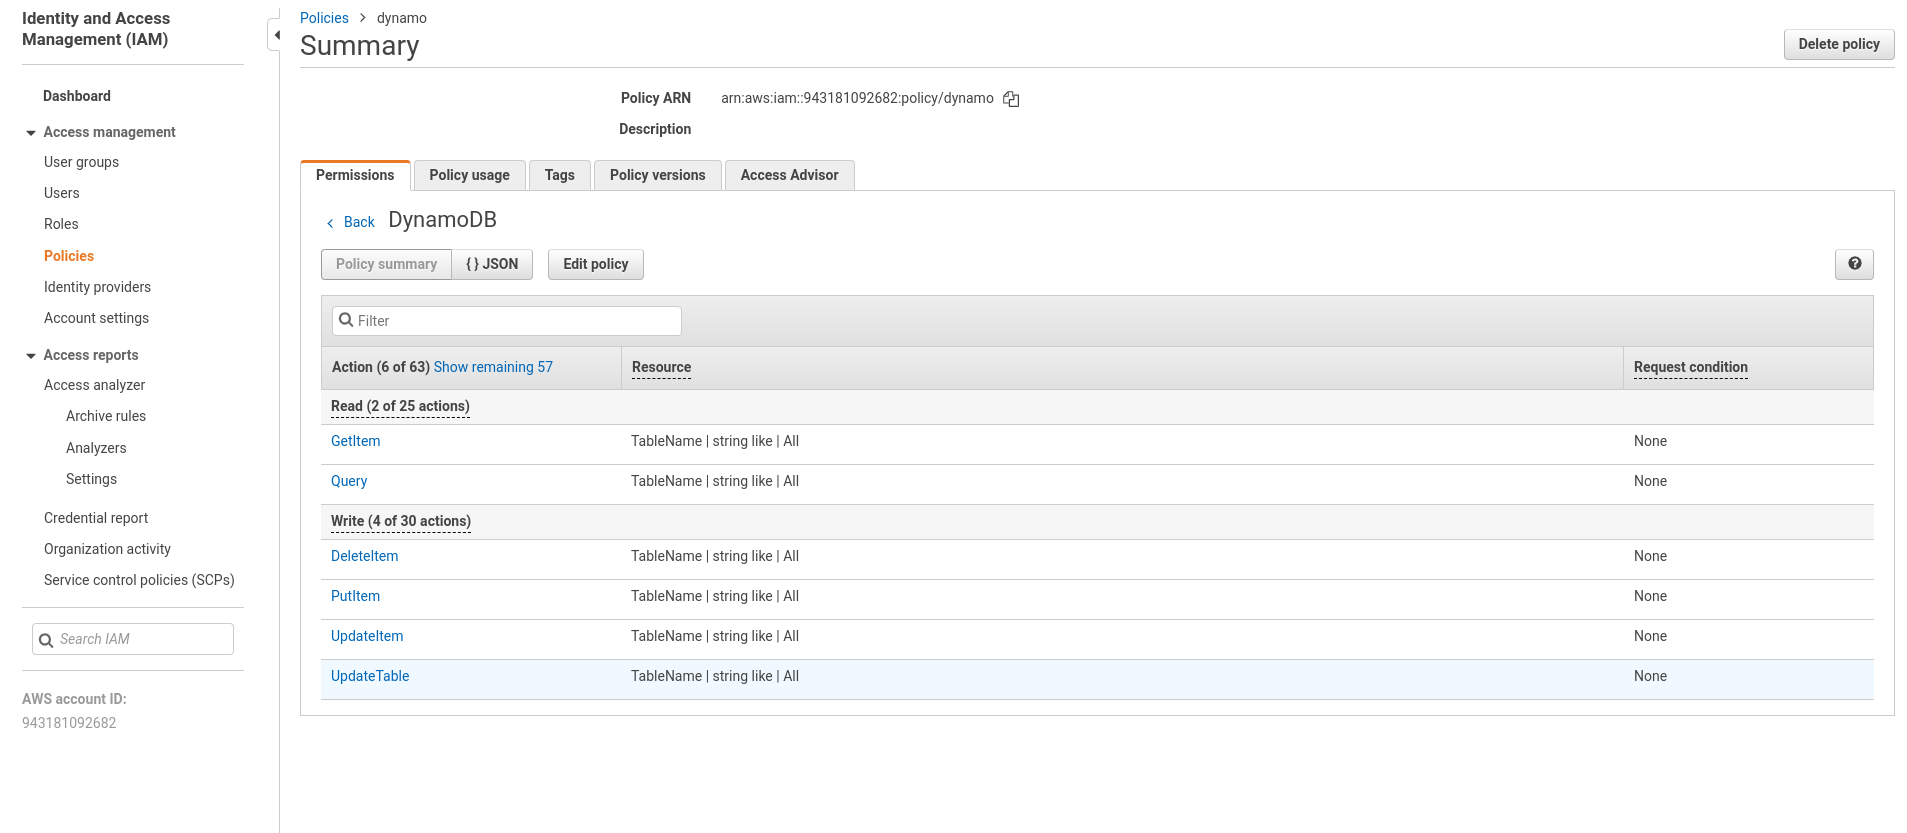 Identity and Access
Management (IAM)
Dashboard
Access management
User groups
Users
Roles
Policies
Identity providers
Account settings
Access reports
Access analyzer
Archive rules
Analyzers
Settings
Credential report
Organization activity
Service control policies (SCPs)
Search IAM
AWS account ID:
943181092682
Policies > dynamo
Summary
Delete policy
Policy ARN arn:aws:iam::943181092682:policy/dynamo
Description
Permissions Policy usage Tags Policy versions Access Advisor
Back DynamoDB
Policy summary { } JSON Edit policy
Filter
Action (6 of 63) Show remaining 57 Resource Request condition
Read (2 of 25 actions)
GetItem TableName | string like | All None
Query TableName | string like | All None
Write (4 of 30 actions)
DeleteItem TableName | string like | All None
PutItem TableName | string like | All None
UpdateItem TableName | string like | All None
UpdateTable TableName | string like | All None